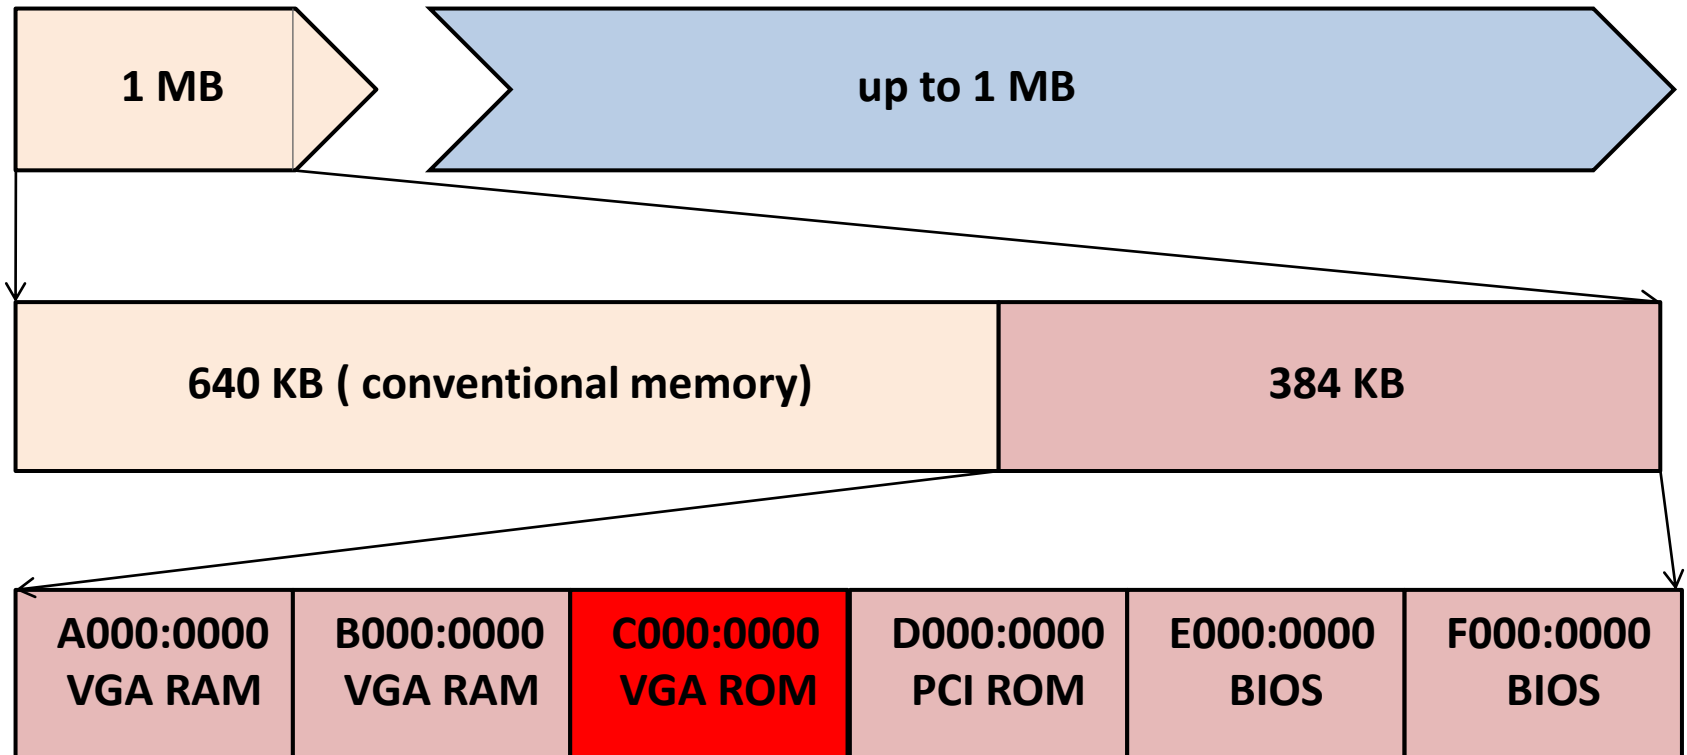 1 MB
up to 1 MB
640 KB ( conventional memory)
384 KB
A000:0000
VGA RAM
B000:0000
VGA RAM
C000:0000
VGA ROM
D000:0000
PCI ROM
E000:0000
BIOS
F000:0000
BIOS